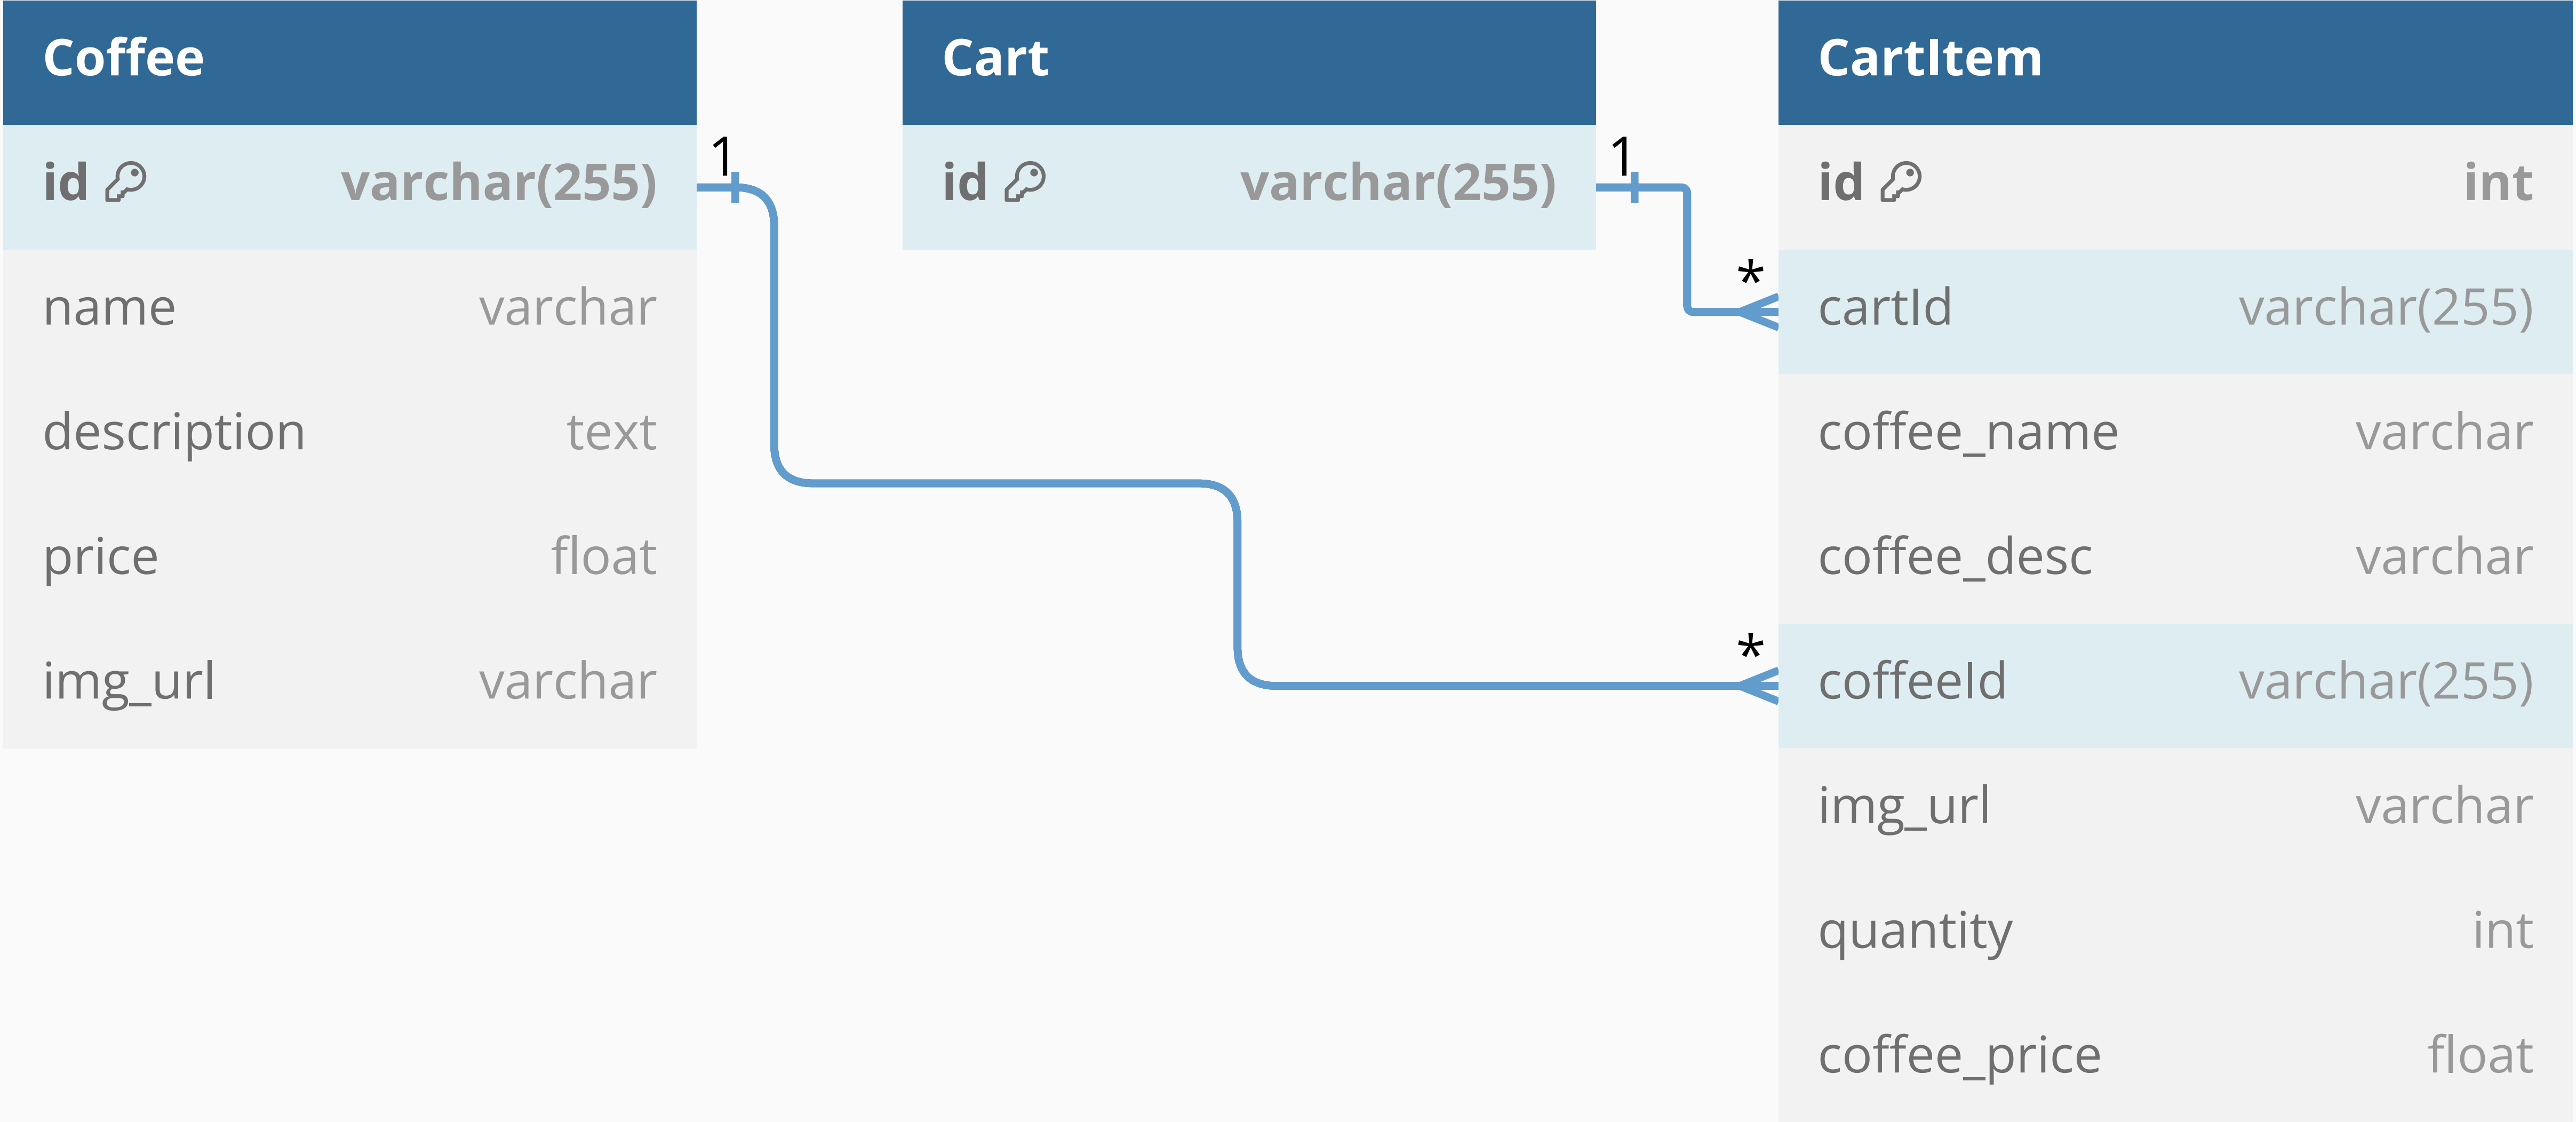 Coffee
id varchar(255)
name varchar
description text
price float
img_url varchar
1
Cart
id varchar(255)
1
*
*
CartItem
id int
cartId varchar(255)
coffee_name varchar
coffee_desc varchar
coffeeId varchar(255)
img_url varchar
quantity int
coffee_price float